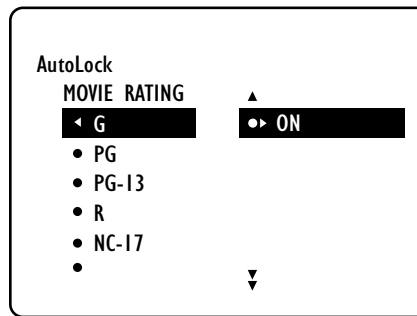 AutoLock
MOVIE RATING
G ON
PG
PG-13
R
NC-17